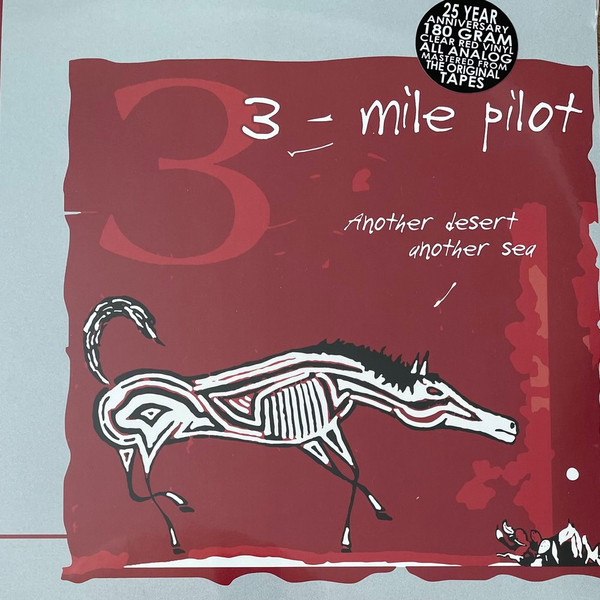 25 YEAR
ANNIVERSARY
180 GRAM
CLEAR RED VINYL
ALL ANALOG
MASTERED FROM
THE ORIGINAL
TAPES
3
3 - mile pilot
Another desert
another sea